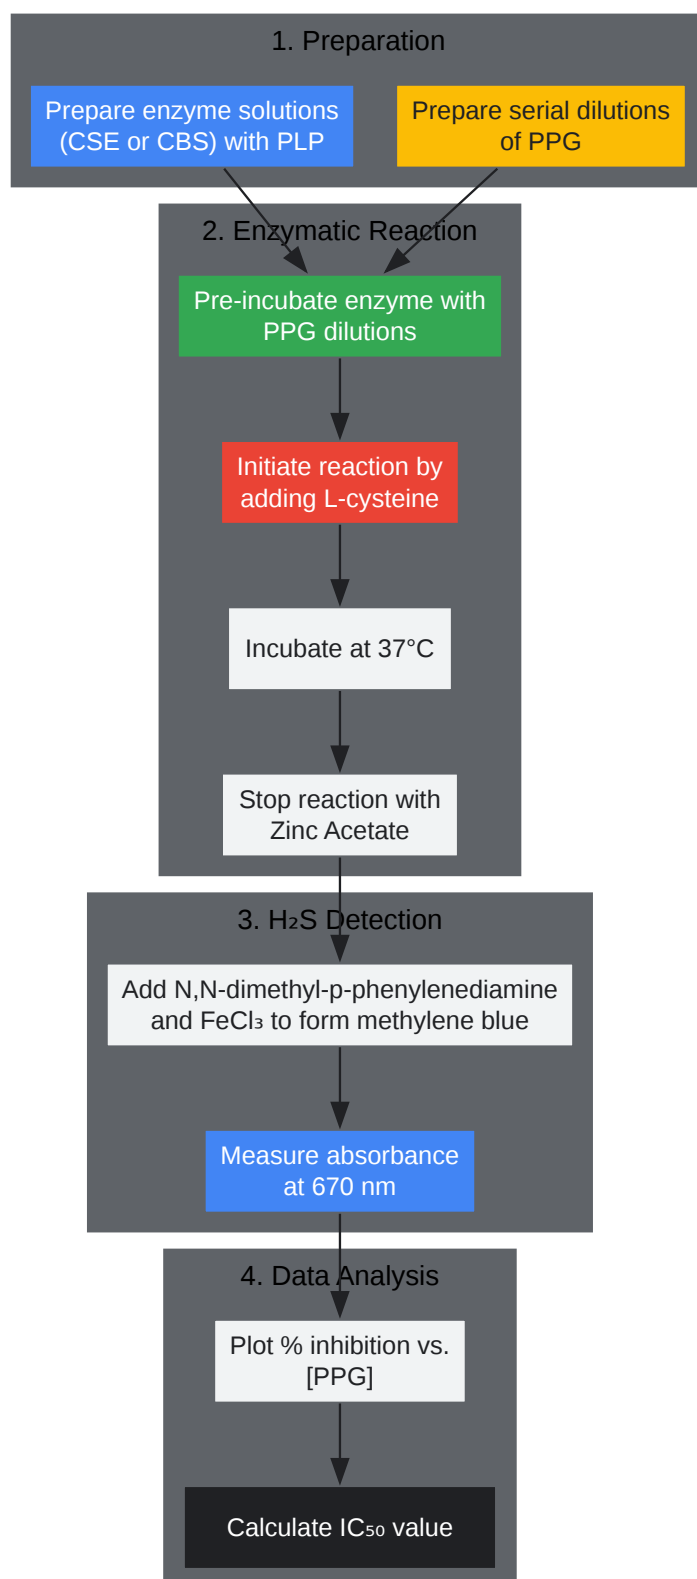 1. Preparation
Prepare enzyme solutions
(CSE or CBS) with PLP
Prepare serial dilutions
of PPG
2. Enzymatic Reaction
Pre-incubate enzyme with
PPG dilutions
Initiate reaction by
adding L-cysteine
Incubate at 37°C
Stop reaction with
Zinc Acetate
3. H₂S Detection
Add N,N-dimethyl-p-phenylenediamine
and FeCl₃ to form methylene blue
Measure absorbance
at 670 nm
4. Data Analysis
Plot % inhibition vs.
[PPG]
Calculate IC₅₀ value